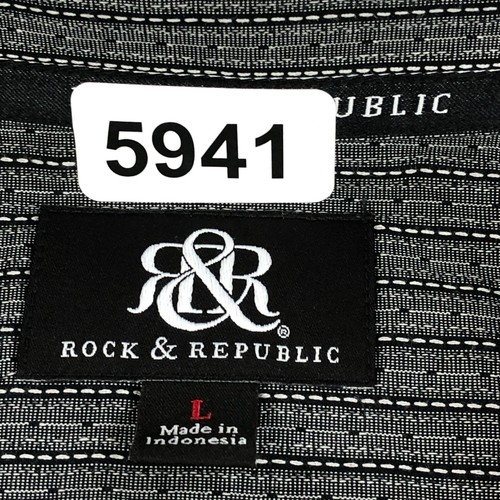 UBLIC
5941
R&R®
ROCK & REPUBLIC
L
Made in
Indonesia